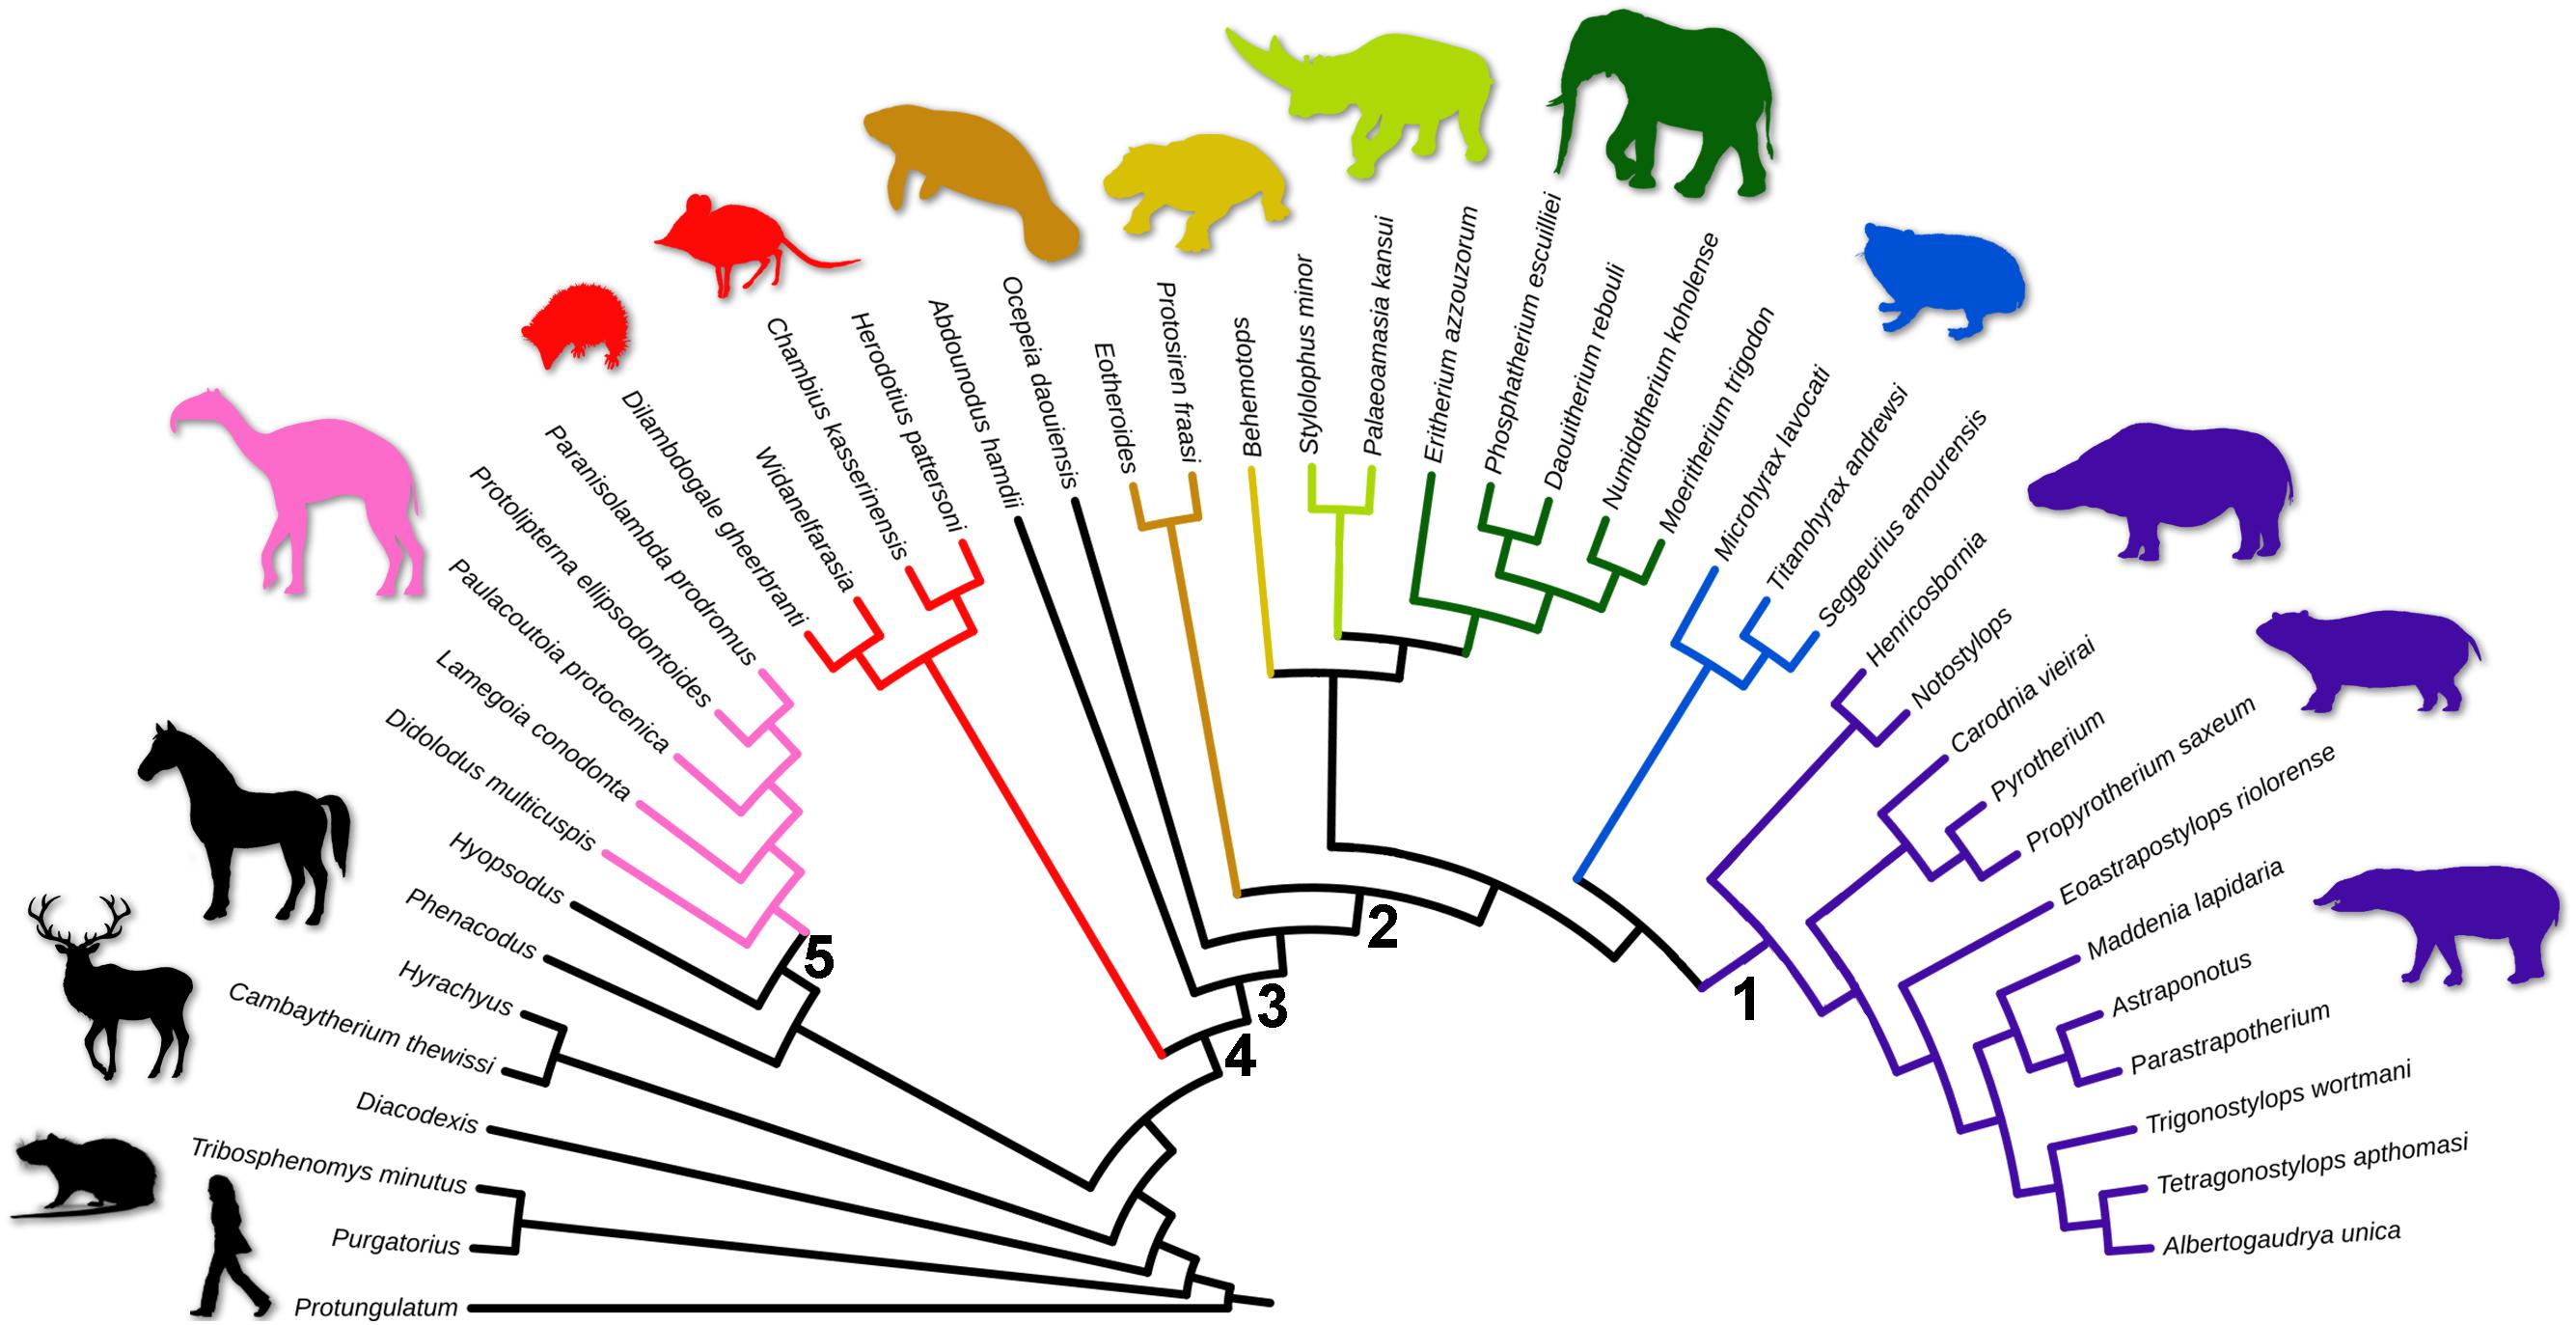 Protungulatum
Purgatorius
Tribosphenomys minutus
Diacodexis
Cambaytherium thewissi
Hyrachyus
Phenacodus
Hyopsodus
Didolodus multicuspis
Lamegoia conodonta
Paulacoutoia protocenica
Protolipterna ellipsodontoides
Paranisolambda prodromus
Dilambdogale gheerbranti
Widanelfarasia
Chambius kasserinensis
Herodotius pattersoni
Abdounodus hamdii
Ocepeia daouiensis
Eotheroides
Protosiren fraasi
Behemotops
Stylolophus minor
Palaeoamasia kansui
Eritherium azzouzorum
Phosphatherium escuilliei
Daouitherium rebouli
Numidotherium koholense
Moeritherium trigodon
Microhyrax lavocati
Titanohyrax andrewsi
Seggeurius amourensis
Henricosbornia
Notostylops
Carodnia vieirai
Pyrotherium
Propyrotherium saxeum
Eoastrapostylops riolorense
Maddenia lapidaria
Astraponotus
Parastrapotherium
Trigonostylops wortmani
Tetragonostylops apthomasi
Albertogaudrya unica
1
2
3
4
5